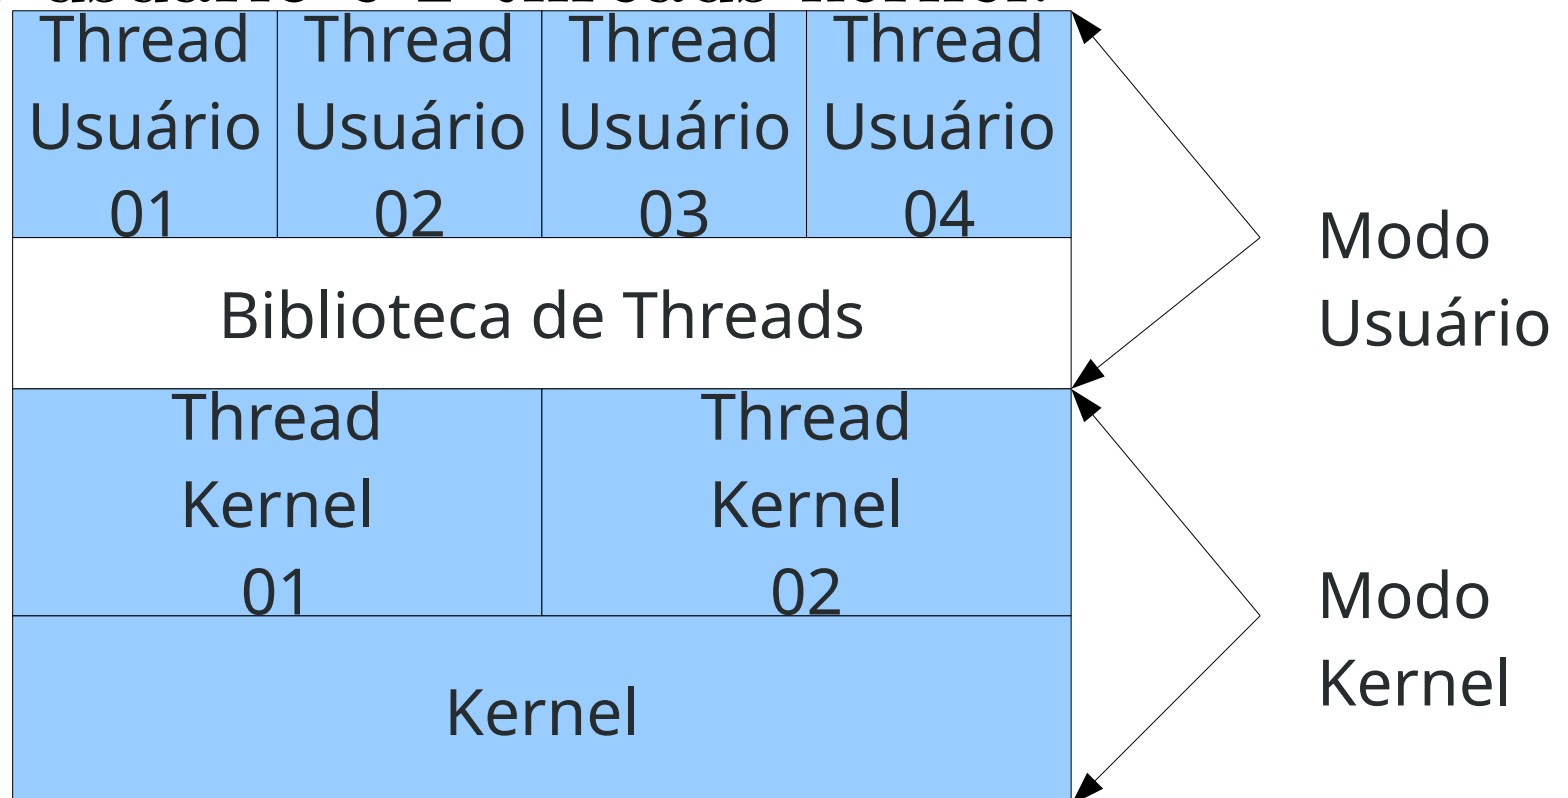 Thread Thread Thread Thread
Usuário Usuário Usuário Usuário
01 02 03 04
Modo
Usuário
Biblioteca de Threads
Thread Thread
Kernel Kernel
01 02
Modo
Kernel
Kernel